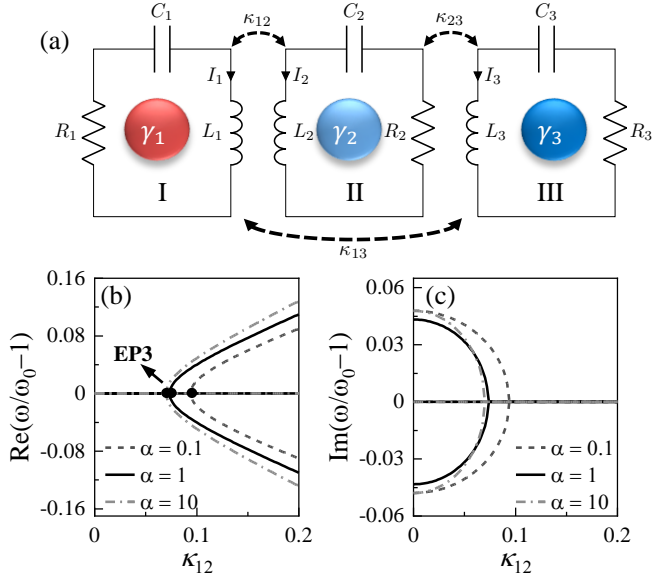 (a)
C₁ κ₁₂ C₂ κ₂₃ C₃
I₁ I₂ I₃
R₁ γ₁ L₁ L₂ γ₂ R₂ L₃ γ₃ R₃
I II III
κ₁₃
(b)
Re(ω/ω₀−1)
0.16
0.08
0
-0.08
-0.16
EP3
α = 0.1
α = 1
α = 10
0 0.1 0.2
κ₁₂
(c)
Im(ω/ω₀−1)
0.06
0.03
0
-0.03
-0.06
α = 0.1
α = 1
α = 10
0 0.1 0.2
κ₁₂